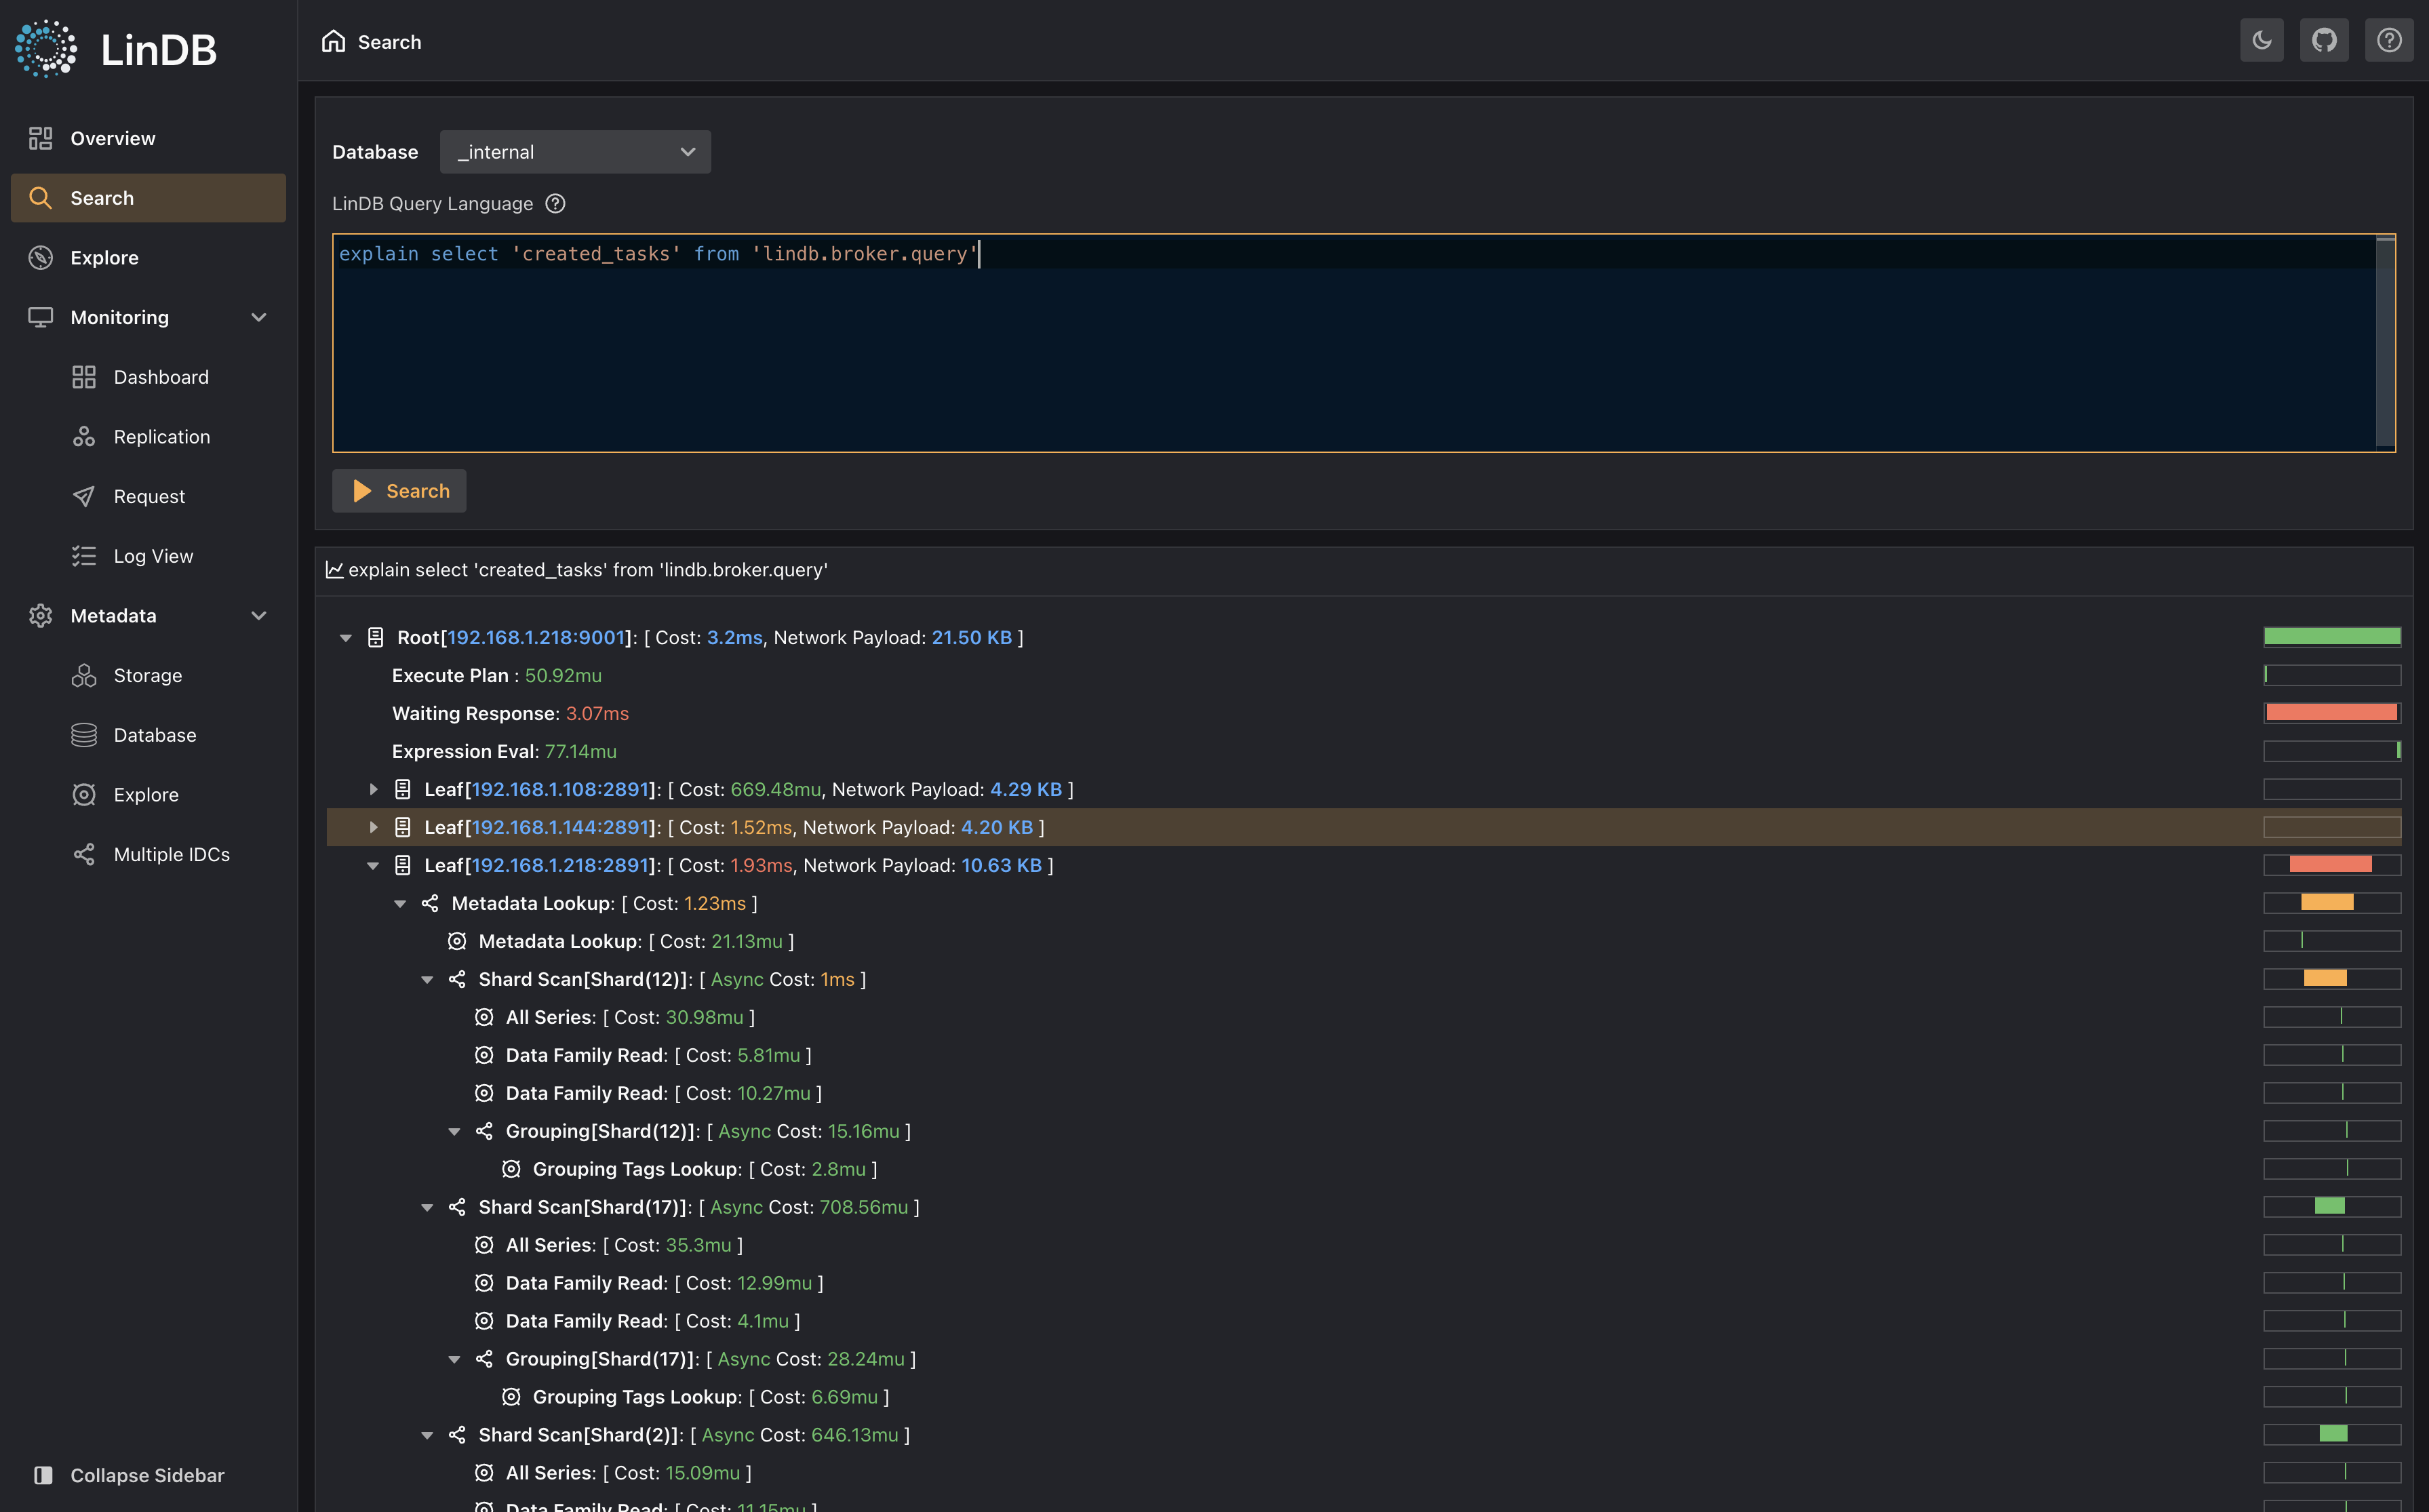 LinDB
Search
Overview
Search
Explore
Monitoring
Dashboard
Replication
Request
Log View
Metadata
Storage
Database
Explore
Multiple IDCs
Collapse Sidebar
Database _internal
LinDB Query Language
explain select 'created_tasks' from 'lindb.broker.query'
Search
explain select 'created_tasks' from 'lindb.broker.query'
Root[192.168.1.218:9001]: [ Cost: 3.2ms, Network Payload: 21.50 KB ]
Execute Plan : 50.92mu
Waiting Response: 3.07ms
Expression Eval: 77.14mu
Leaf[192.168.1.108:2891]: [ Cost: 669.48mu, Network Payload: 4.29 KB ]
Leaf[192.168.1.144:2891]: [ Cost: 1.52ms, Network Payload: 4.20 KB ]
Leaf[192.168.1.218:2891]: [ Cost: 1.93ms, Network Payload: 10.63 KB ]
Metadata Lookup: [ Cost: 1.23ms ]
Metadata Lookup: [ Cost: 21.13mu ]
Shard Scan[Shard(12)]: [ Async Cost: 1ms ]
All Series: [ Cost: 30.98mu ]
Data Family Read: [ Cost: 5.81mu ]
Data Family Read: [ Cost: 10.27mu ]
Grouping[Shard(12)]: [ Async Cost: 15.16mu ]
Grouping Tags Lookup: [ Cost: 2.8mu ]
Shard Scan[Shard(17)]: [ Async Cost: 708.56mu ]
All Series: [ Cost: 35.3mu ]
Data Family Read: [ Cost: 12.99mu ]
Data Family Read: [ Cost: 4.1mu ]
Grouping[Shard(17)]: [ Async Cost: 28.24mu ]
Grouping Tags Lookup: [ Cost: 6.69mu ]
Shard Scan[Shard(2)]: [ Async Cost: 646.13mu ]
All Series: [ Cost: 15.09mu ]
Data Family Read: [ Cost: 11.15mu ]